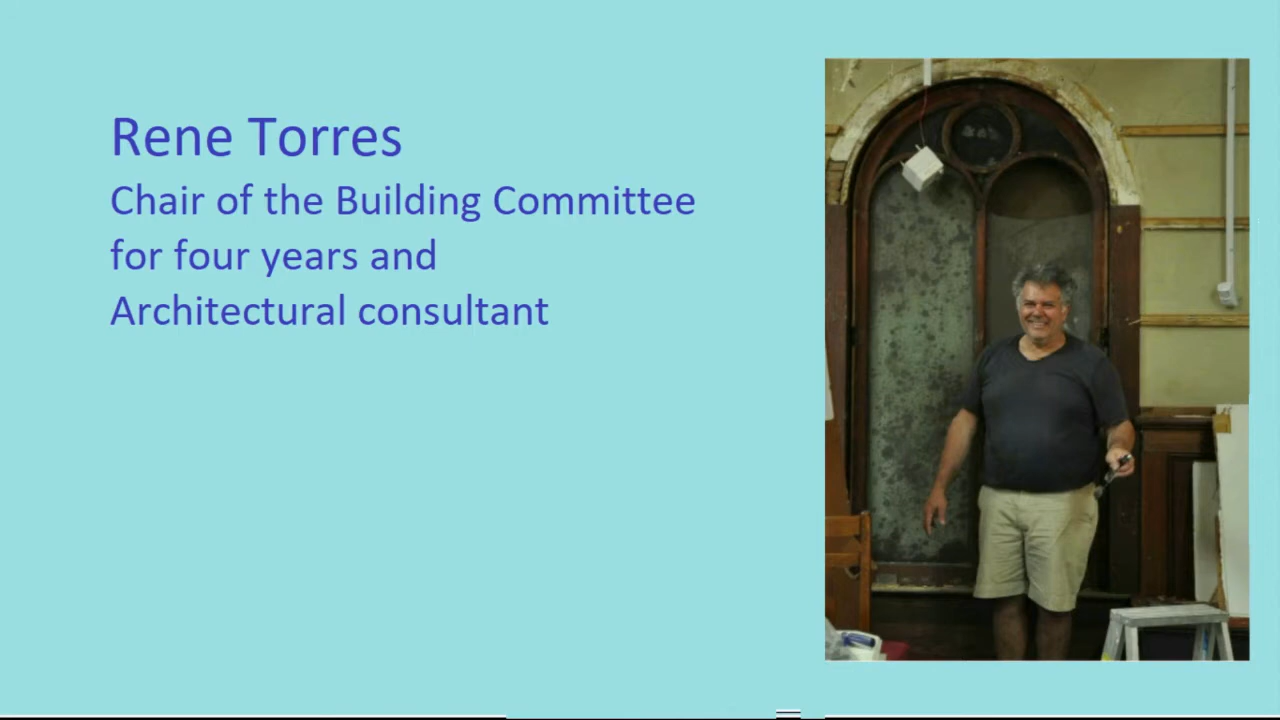 Rene Torres
Chair of the Building Committee
for four years and
Architectural consultant